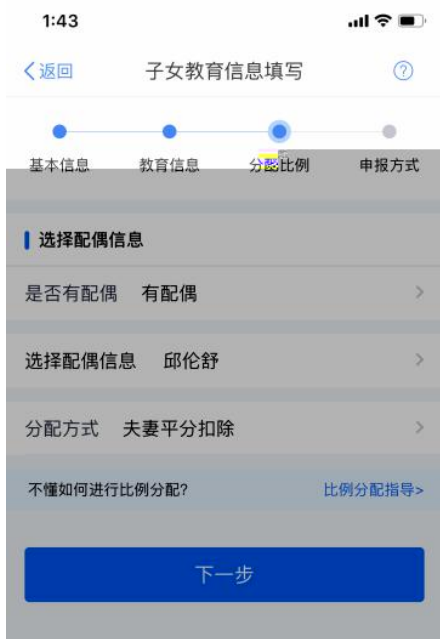 1:43
返回 子女教育信息填写
基本信息 教育信息 分配比例 申报方式
选择配偶信息
是否有配偶 有配偶
选择配偶信息 邱伦舒
分配方式 夫妻平分扣除
不懂如何进行比例分配? 比例分配指导>
下一步